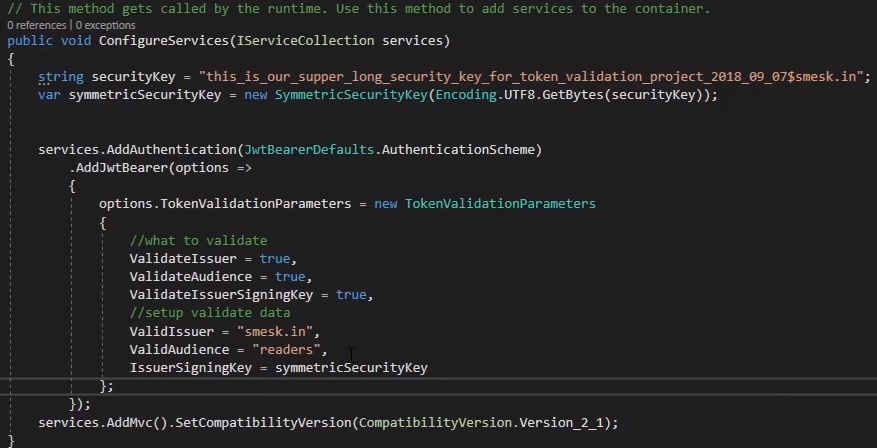 // This method gets called by the runtime. Use this method to add services to the container.
0 references | 0 exceptions
public void ConfigureServices(IServiceCollection services)
{
string securityKey = "this_is_our_supper_long_security_key_for_token_validation_project_2018_09_07$smesk.in";
var symmetricSecurityKey = new SymmetricSecurityKey(Encoding.UTF8.GetBytes(securityKey));
services.AddAuthentication(JwtBearerDefaults.AuthenticationScheme)
.AddJwtBearer(options =>
{
options.TokenValidationParameters = new TokenValidationParameters
{
//what to validate
ValidateIssuer = true,
ValidateAudience = true,
ValidateIssuerSigningKey = true,
//setup validate data
ValidIssuer = "smesk.in",
ValidAudience = "readers",
IssuerSigningKey = symmetricSecurityKey
};
});
services.AddMvc().SetCompatibilityVersion(CompatibilityVersion.Version_2_1);
}